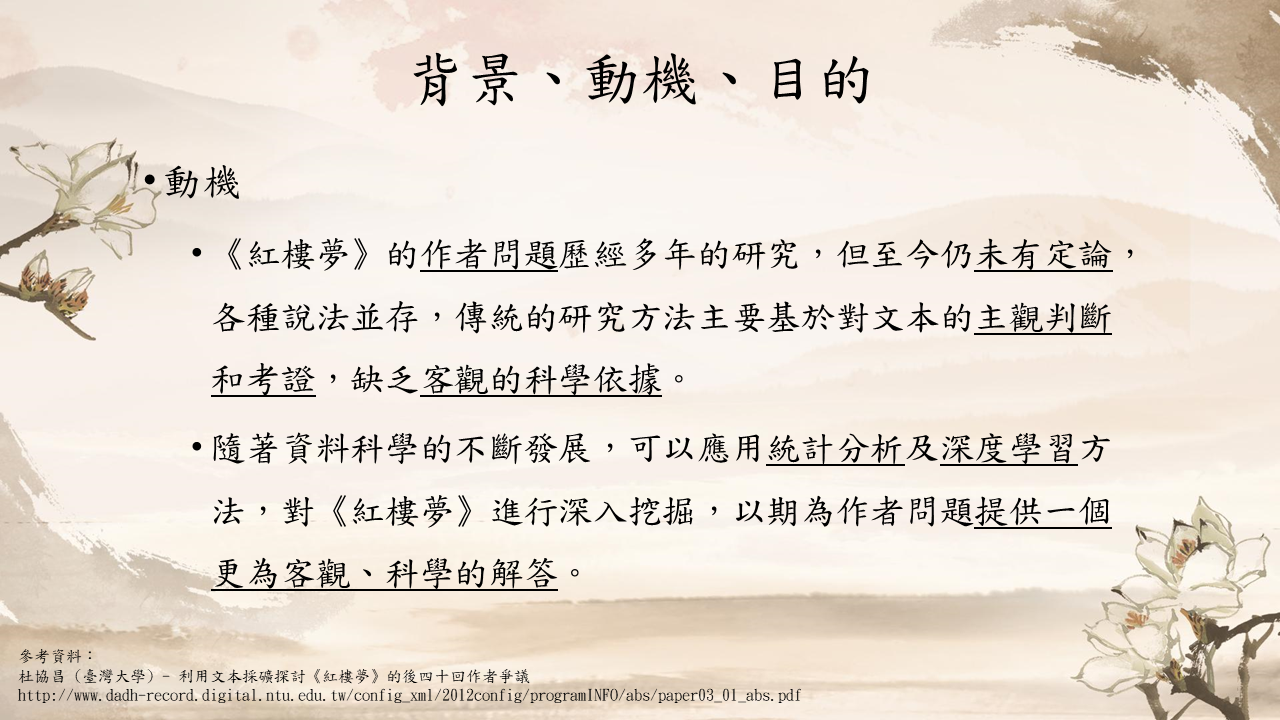 背景、動機、目的
•動機
•《紅樓夢》的作者問題歷經多年的研究，但至今仍未有定論，
各種說法並存，傳統的研究方法主要基於對文本的主觀判斷
和考證，缺乏客觀的科學依據。
•隨著資料科學的不斷發展，可以應用統計分析及深度學習方
法，對《紅樓夢》進行深入挖掘，以期為作者問題提供一個
更為客觀、科學的解答。
參考資料：
杜協昌（臺灣大學）- 利用文本採礦探討《紅樓夢》的後四十回作者爭議
http://www.dadh-record.digital.ntu.edu.tw/config_xml/2012config/programINFO/abs/paper03_01_abs.pdf